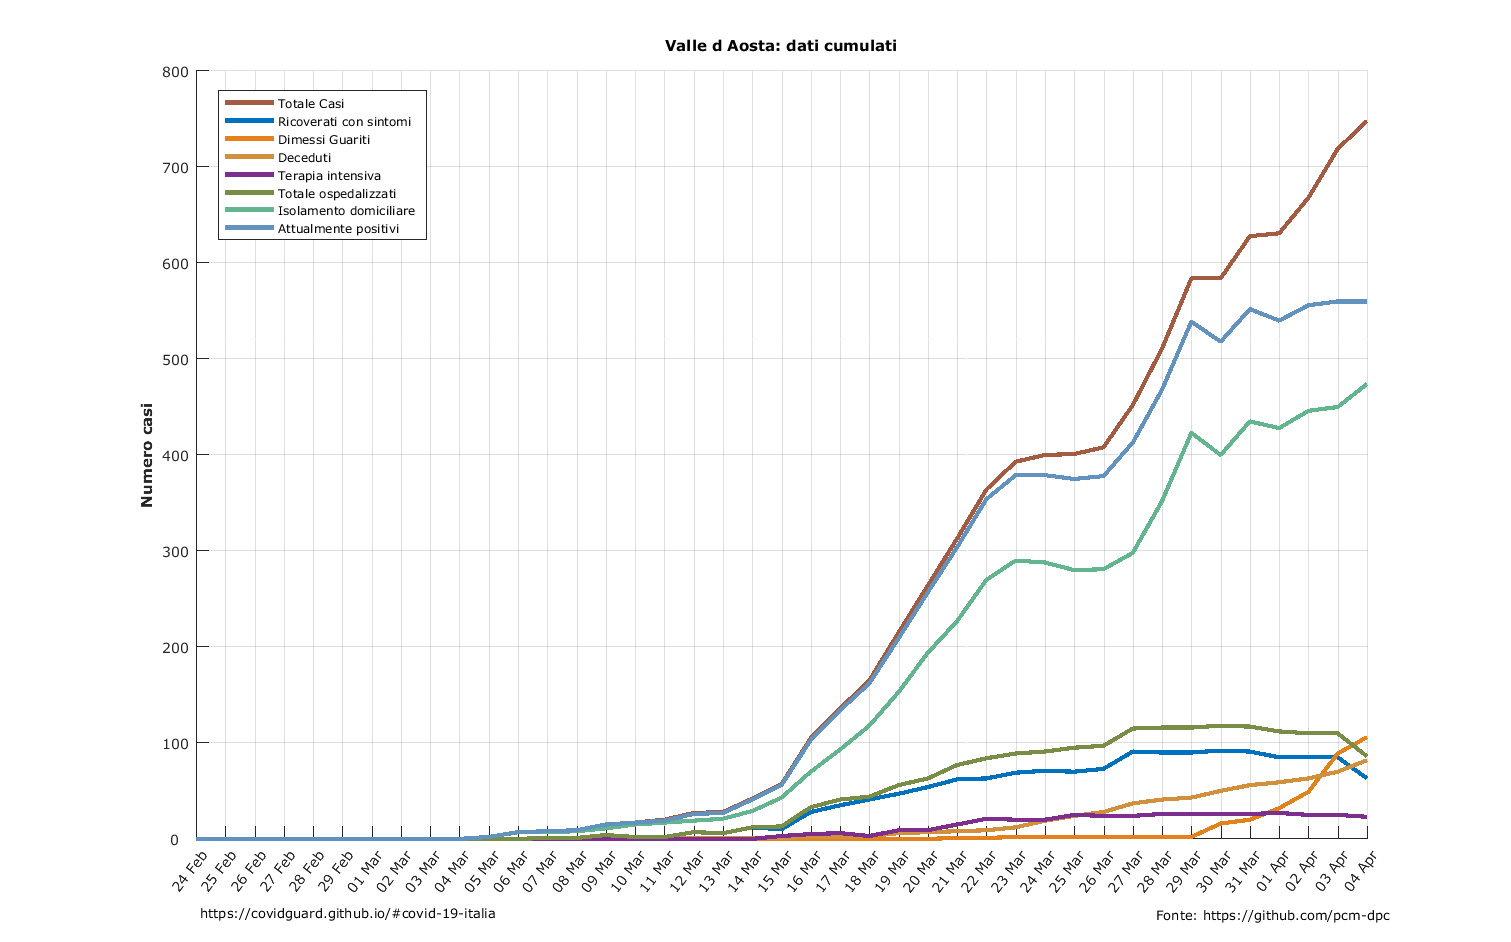 Valle d Aosta: dati cumulati
800
700
600
500
400
300
200
100
0
Numero casi
Totale Casi
Ricoverati con sintomi
Dimessi Guariti
Deceduti
Terapia intensiva
Totale ospedalizzati
Isolamento domiciliare
Attualmente positivi
24 Feb
25 Feb
26 Feb
27 Feb
28 Feb
29 Feb
01 Mar
02 Mar
03 Mar
04 Mar
05 Mar
06 Mar
07 Mar
08 Mar
09 Mar
10 Mar
11 Mar
12 Mar
13 Mar
14 Mar
15 Mar
16 Mar
17 Mar
18 Mar
19 Mar
20 Mar
21 Mar
22 Mar
23 Mar
24 Mar
25 Mar
26 Mar
27 Mar
28 Mar
29 Mar
30 Mar
31 Mar
01 Apr
02 Apr
03 Apr
04 Apr
https://covidguard.github.io/#covid-19-italia
Fonte: https://github.com/pcm-dpc